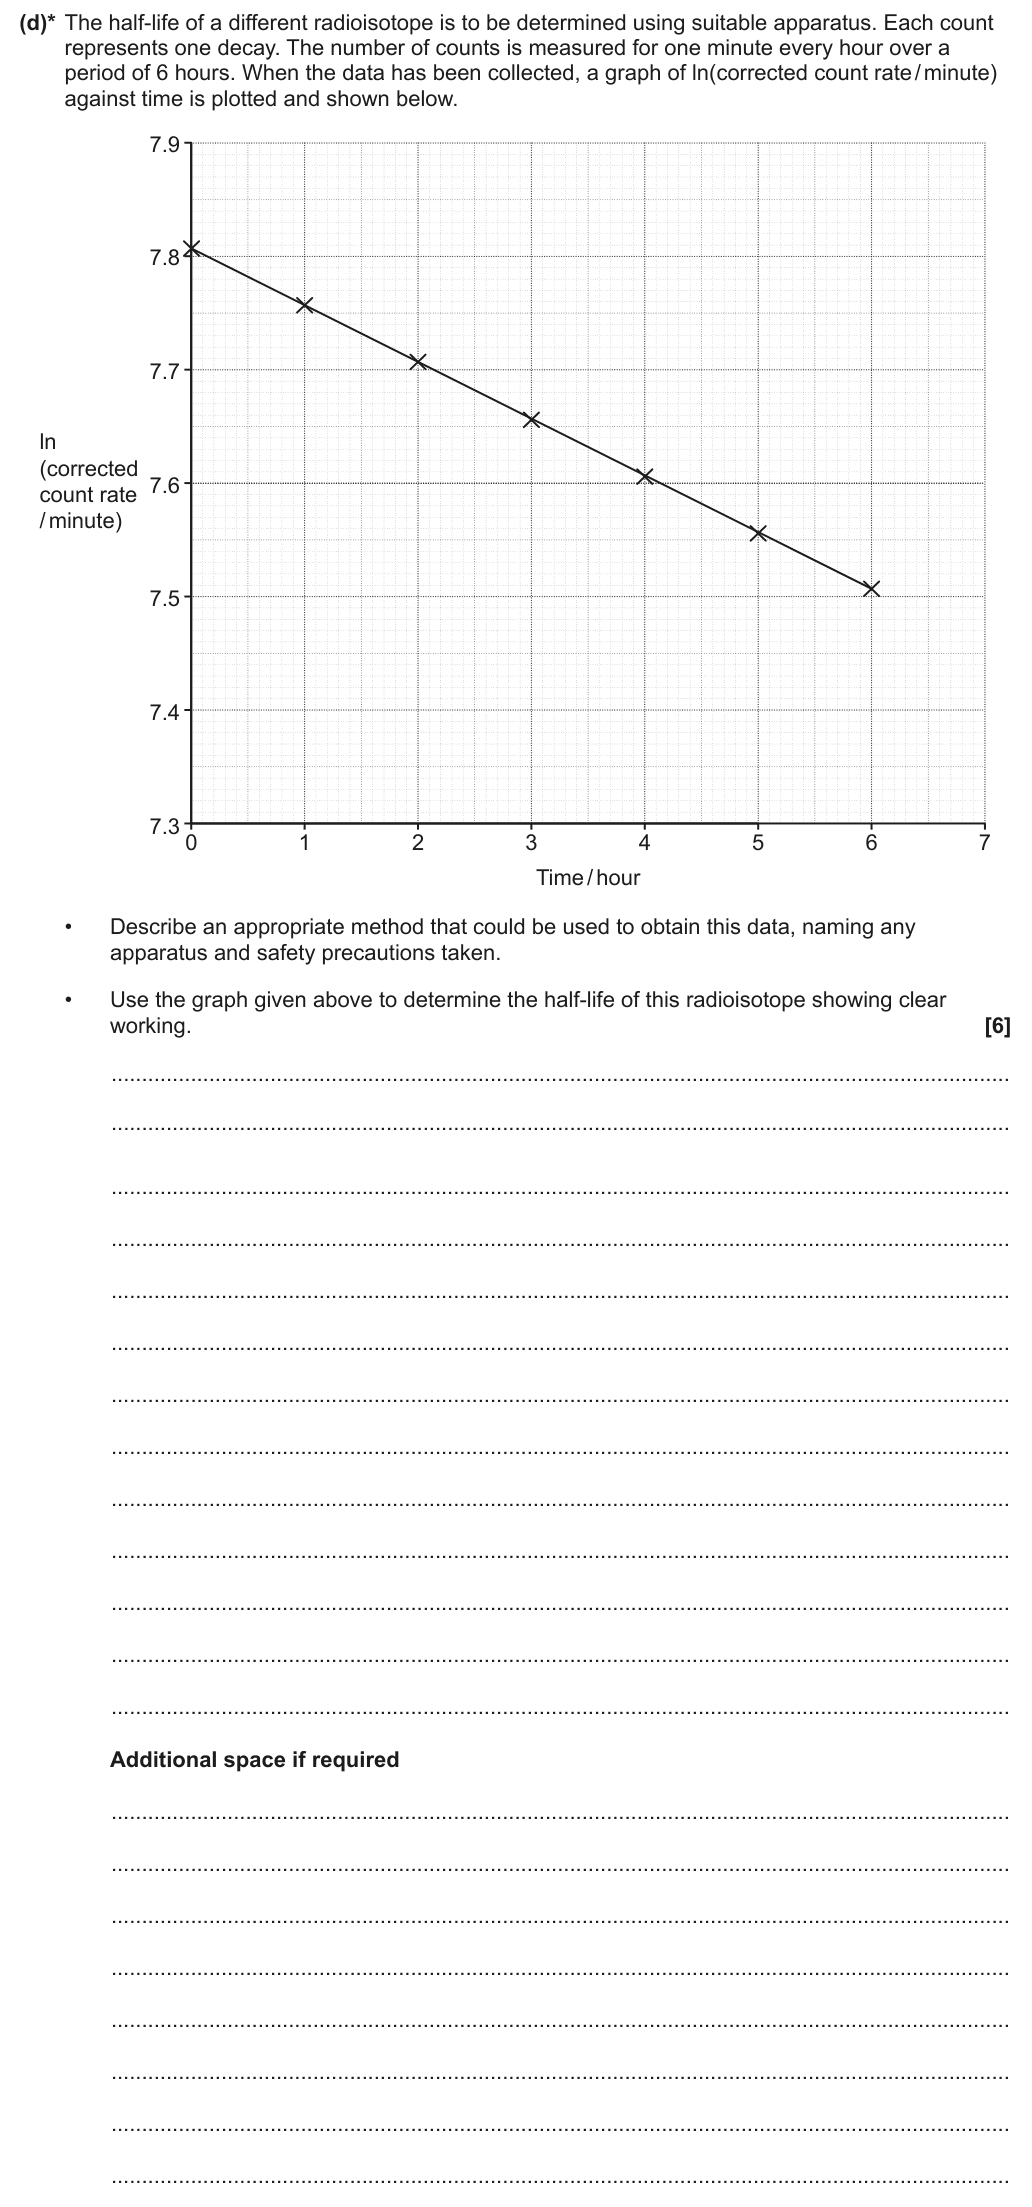 (d)* The half-life of a different radioisotope is to be determined using suitable apparatus. Each count
represents one decay. The number of counts is measured for one minute every hour over a
period of 6 hours. When the data has been collected, a graph of ln(corrected count rate/minute)
against time is plotted and shown below.
7.9
7.8
7.7
ln
(corrected
count rate
/minute)
7.6
7.5
7.4
7.3
0 1 2 3 4 5 6 7
Time/hour
• Describe an appropriate method that could be used to obtain this data, naming any
apparatus and safety precautions taken.
• Use the graph given above to determine the half-life of this radioisotope showing clear
working. [6]
Additional space if required